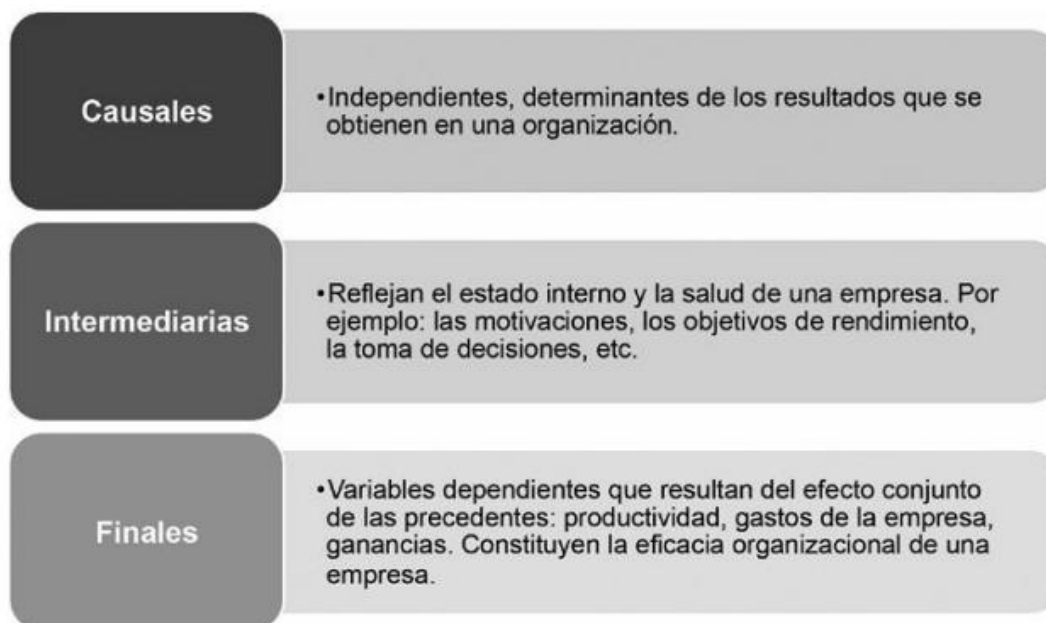 Causales
•Independientes, determinantes de los resultados que se
obtienen en una organización.
Intermediarias
•Reflejan el estado interno y la salud de una empresa. Por
ejemplo: las motivaciones, los objetivos de rendimiento,
la toma de decisiones, etc.
Finales
•Variables dependientes que resultan del efecto conjunto
de las precedentes: productividad, gastos de la empresa,
ganancias. Constituyen la eficacia organizacional de una
empresa.